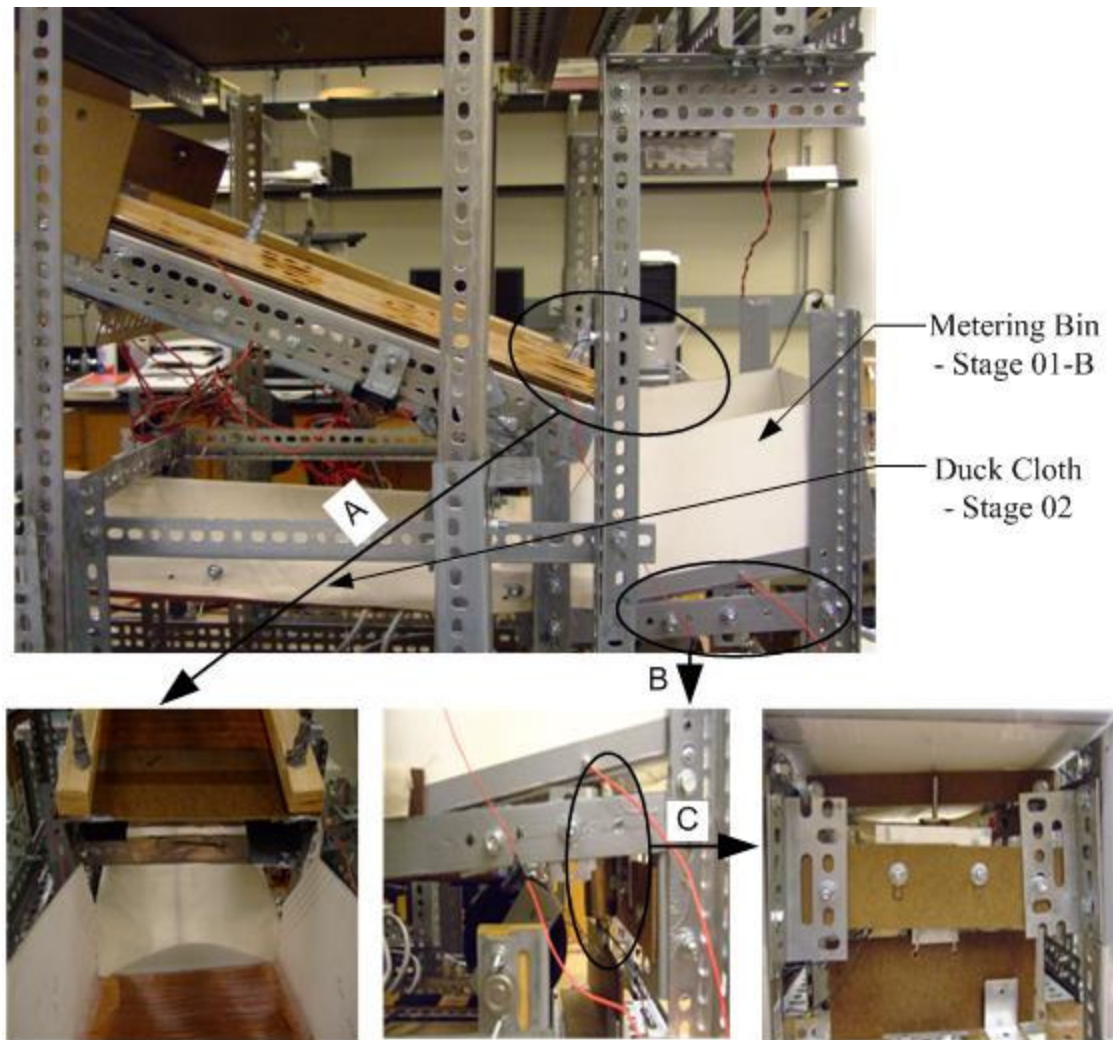 Metering Bin
- Stage 01-B
Duck Cloth
- Stage 02
A
B
C